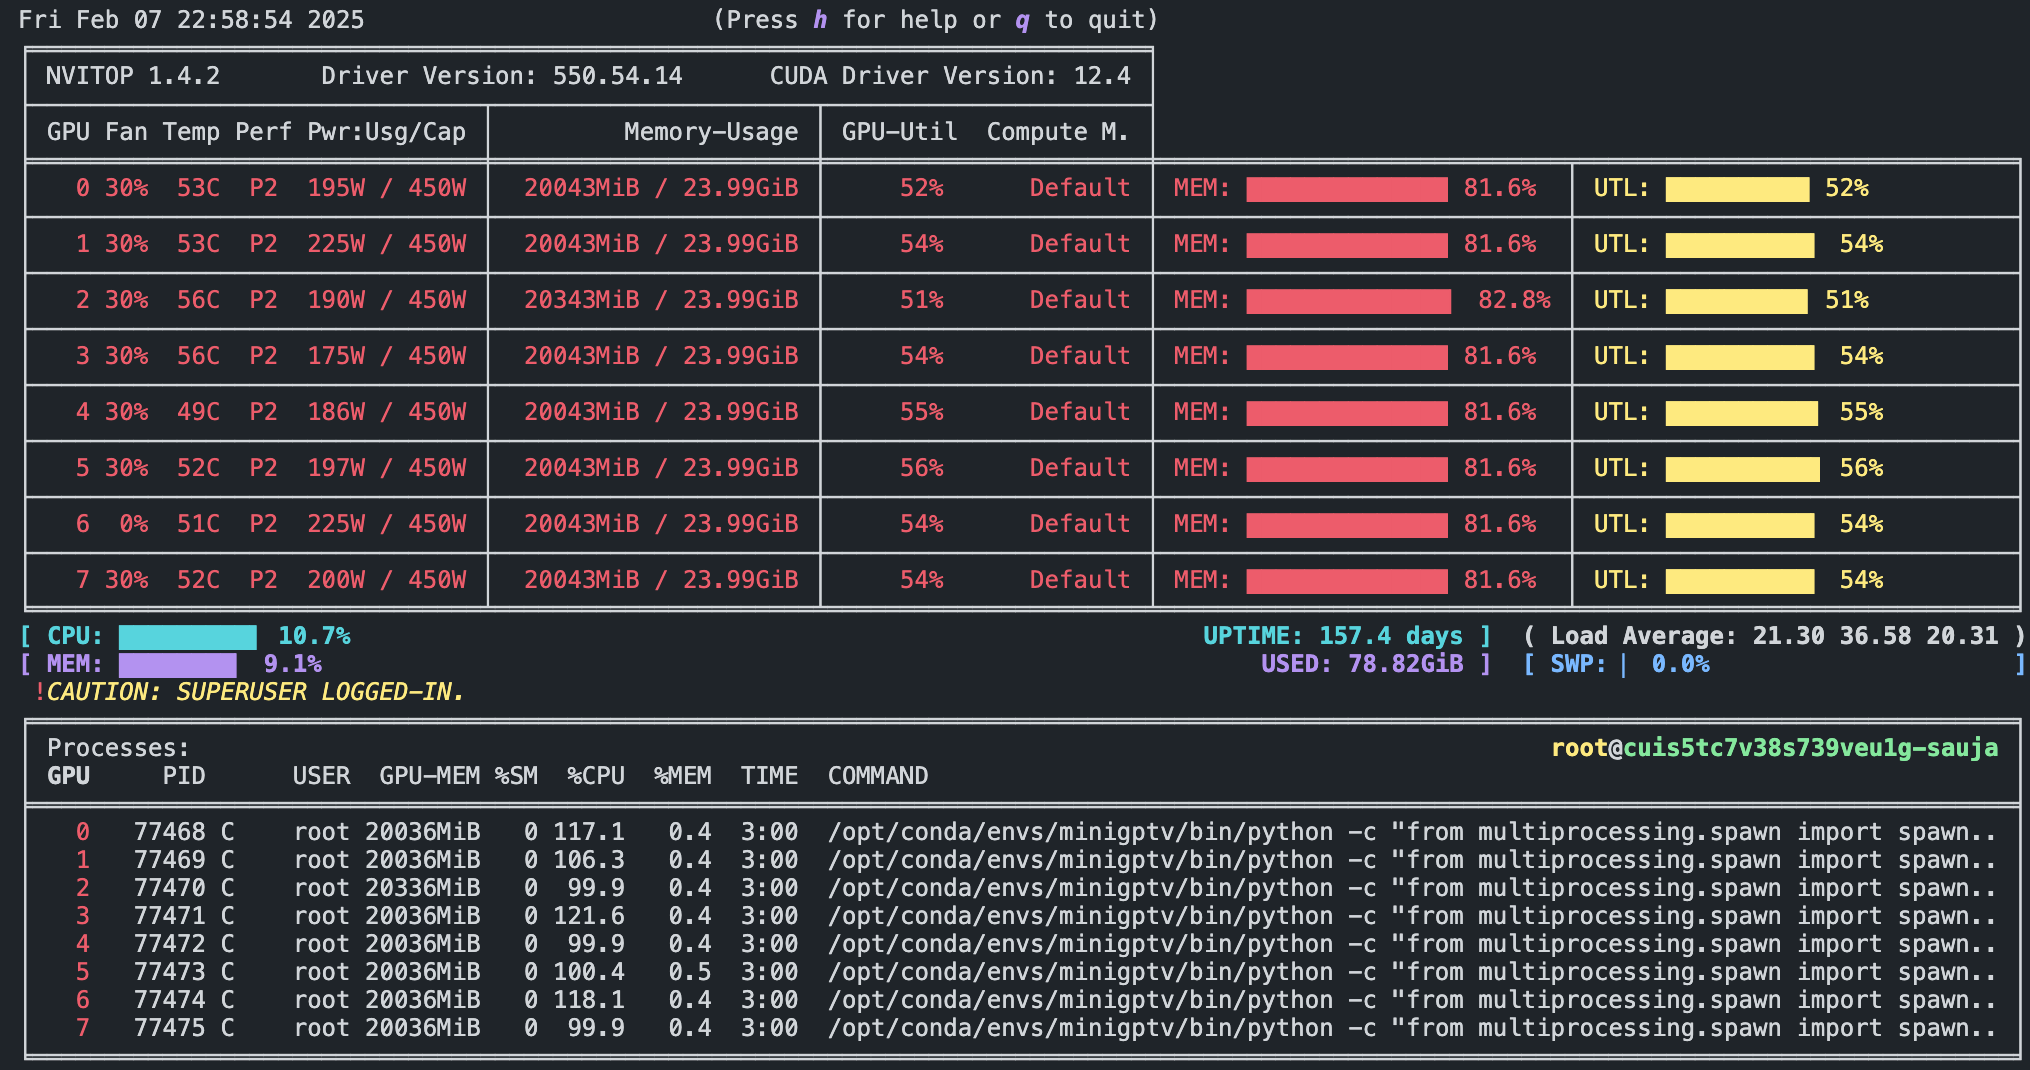 Fri Feb 07 22:58:54 2025 (Press h for help or q to quit)
NVITOP 1.4.2 Driver Version: 550.54.14 CUDA Driver Version: 12.4
GPU Fan Temp Perf Pwr:Usg/Cap Memory-Usage GPU-Util Compute M.
0 30% 53C P2 195W / 450W 20043MiB / 23.99GiB 52% Default MEM: 81.6% UTL: 52%
1 30% 53C P2 225W / 450W 20043MiB / 23.99GiB 54% Default MEM: 81.6% UTL: 54%
2 30% 56C P2 190W / 450W 20343MiB / 23.99GiB 51% Default MEM: 82.8% UTL: 51%
3 30% 56C P2 175W / 450W 20043MiB / 23.99GiB 54% Default MEM: 81.6% UTL: 54%
4 30% 49C P2 186W / 450W 20043MiB / 23.99GiB 55% Default MEM: 81.6% UTL: 55%
5 30% 52C P2 197W / 450W 20043MiB / 23.99GiB 56% Default MEM: 81.6% UTL: 56%
6 0% 51C P2 225W / 450W 20043MiB / 23.99GiB 54% Default MEM: 81.6% UTL: 54%
7 30% 52C P2 200W / 450W 20043MiB / 23.99GiB 54% Default MEM: 81.6% UTL: 54%
[ CPU: 10.7% UPTIME: 157.4 days ] ( Load Average: 21.30 36.58 20.31 )
[ MEM: 9.1% USED: 78.82GiB ] [ SWP: | 0.0% ]
!CAUTION: SUPERUSER LOGGED-IN.
Processes: root@cuis5tc7v38s739veu1g-sauja
GPU PID USER GPU-MEM %SM %CPU %MEM TIME COMMAND
0 77468 C root 20036MiB 0 117.1 0.4 3:00 /opt/conda/envs/minigptv/bin/python -c "from multiprocessing.spawn import spawn..
1 77469 C root 20036MiB 0 106.3 0.4 3:00 /opt/conda/envs/minigptv/bin/python -c "from multiprocessing.spawn import spawn..
2 77470 C root 20336MiB 0 99.9 0.4 3:00 /opt/conda/envs/minigptv/bin/python -c "from multiprocessing.spawn import spawn..
3 77471 C root 20036MiB 0 121.6 0.4 3:00 /opt/conda/envs/minigptv/bin/python -c "from multiprocessing.spawn import spawn..
4 77472 C root 20036MiB 0 99.9 0.4 3:00 /opt/conda/envs/minigptv/bin/python -c "from multiprocessing.spawn import spawn..
5 77473 C root 20036MiB 0 100.4 0.5 3:00 /opt/conda/envs/minigptv/bin/python -c "from multiprocessing.spawn import spawn..
6 77474 C root 20036MiB 0 118.1 0.4 3:00 /opt/conda/envs/minigptv/bin/python -c "from multiprocessing.spawn import spawn..
7 77475 C root 20036MiB 0 99.9 0.4 3:00 /opt/conda/envs/minigptv/bin/python -c "from multiprocessing.spawn import spawn..